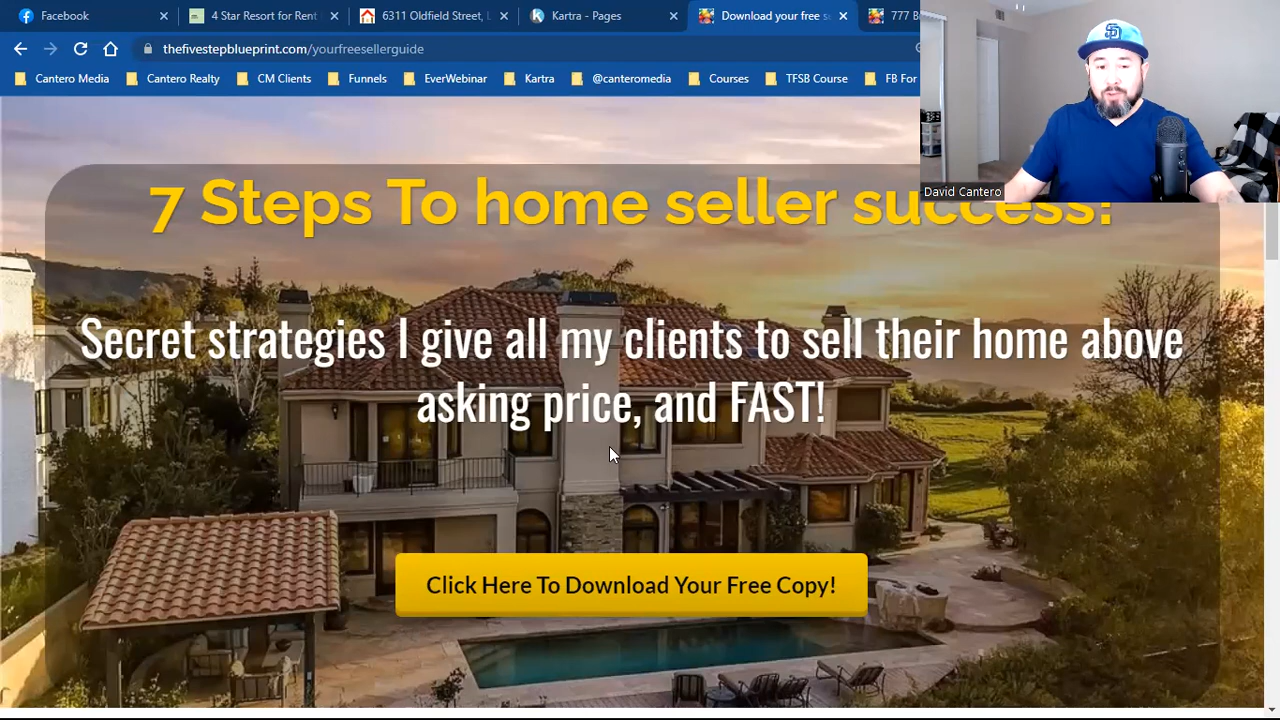 Facebook
4 Star Resort for Rent
6311 Oldfield Street, L
Kartra - Pages
Download your free s
777 B
thefivestepblueprint.com/yourfreesellerguide
Cantero Media
Cantero Realty
CM Clients
Funnels
EverWebinar
Kartra
@canteromedia
Courses
TFSB Course
FB For
SD
David Cantero
7 Steps To home seller success!
Secret strategies I give all my clients to sell their home above
asking price, and FAST!
Click Here To Download Your Free Copy!